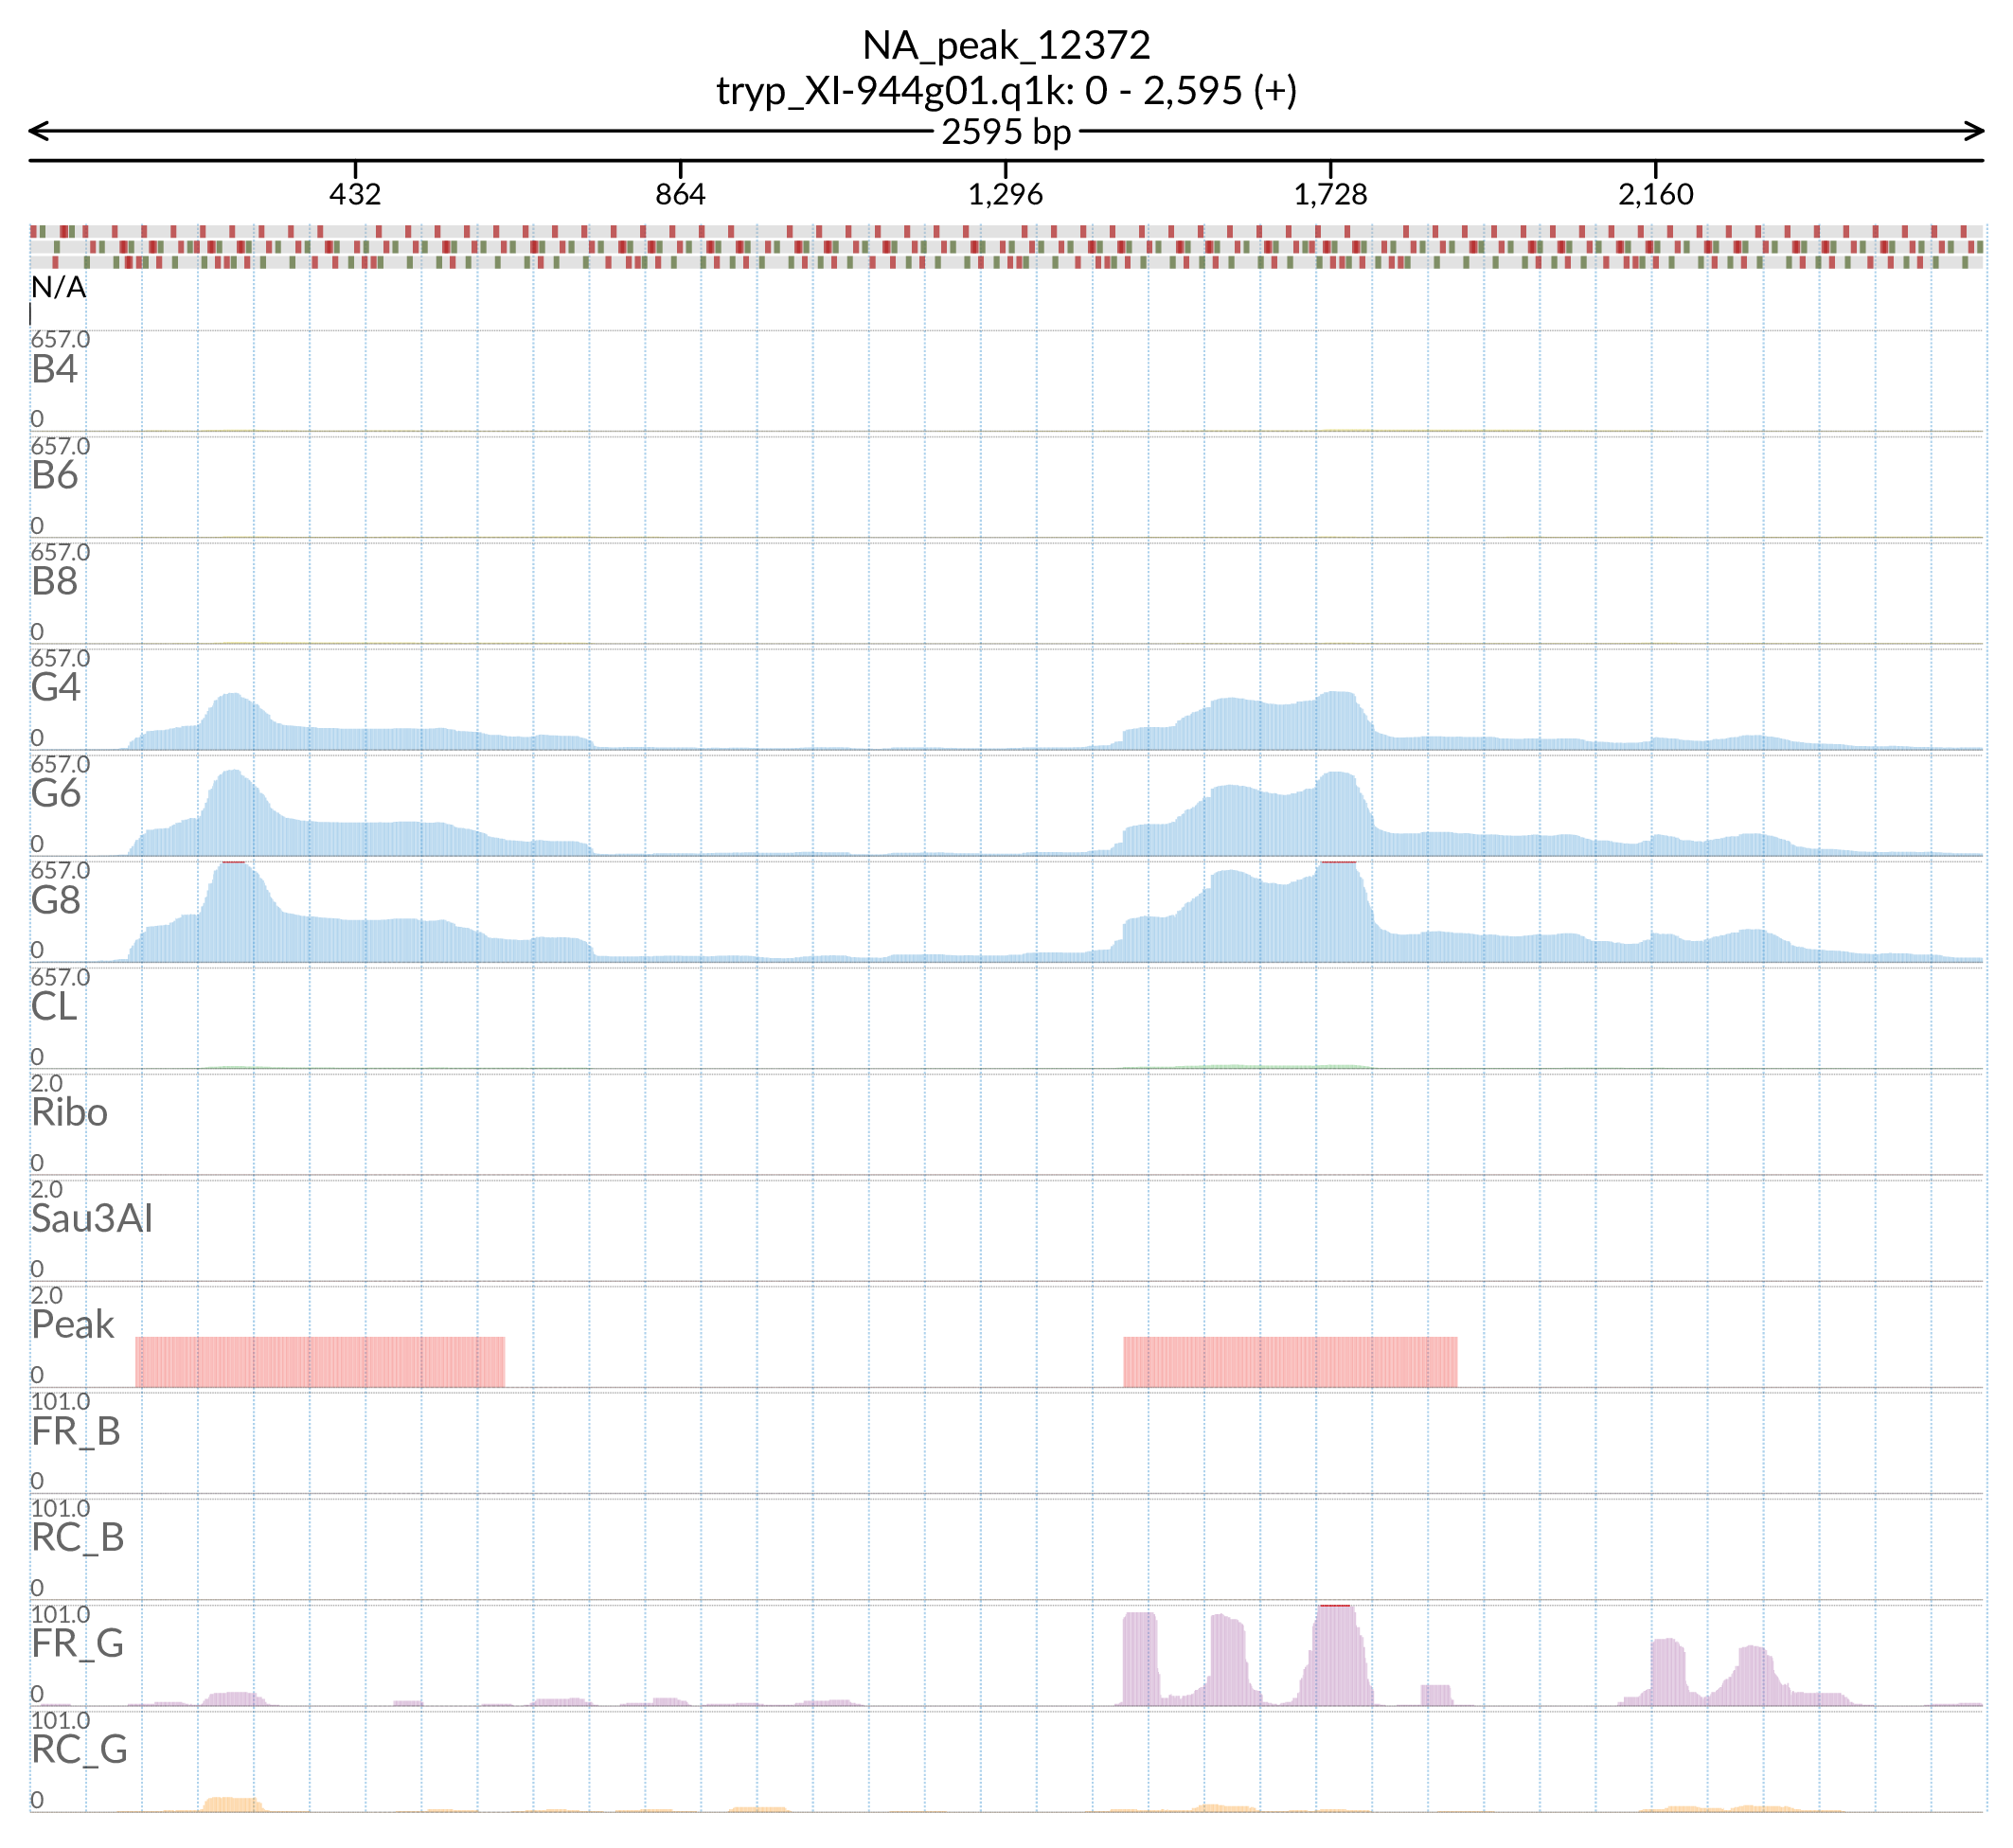 NA_peak_12372
tryp_XI-944g01.q1k: 0 - 2,595 (+)
2595 bp
432 864 1,296 1,728 2,160
N/A
657.0
B4
0
657.0
B6
0
657.0
B8
0
657.0
G4
0
657.0
G6
0
657.0
G8
0
657.0
CL
0
2.0
Ribo
0
2.0
Sau3AI
0
2.0
Peak
0
101.0
FR_B
0
101.0
RC_B
0
101.0
FR_G
0
101.0
RC_G
0